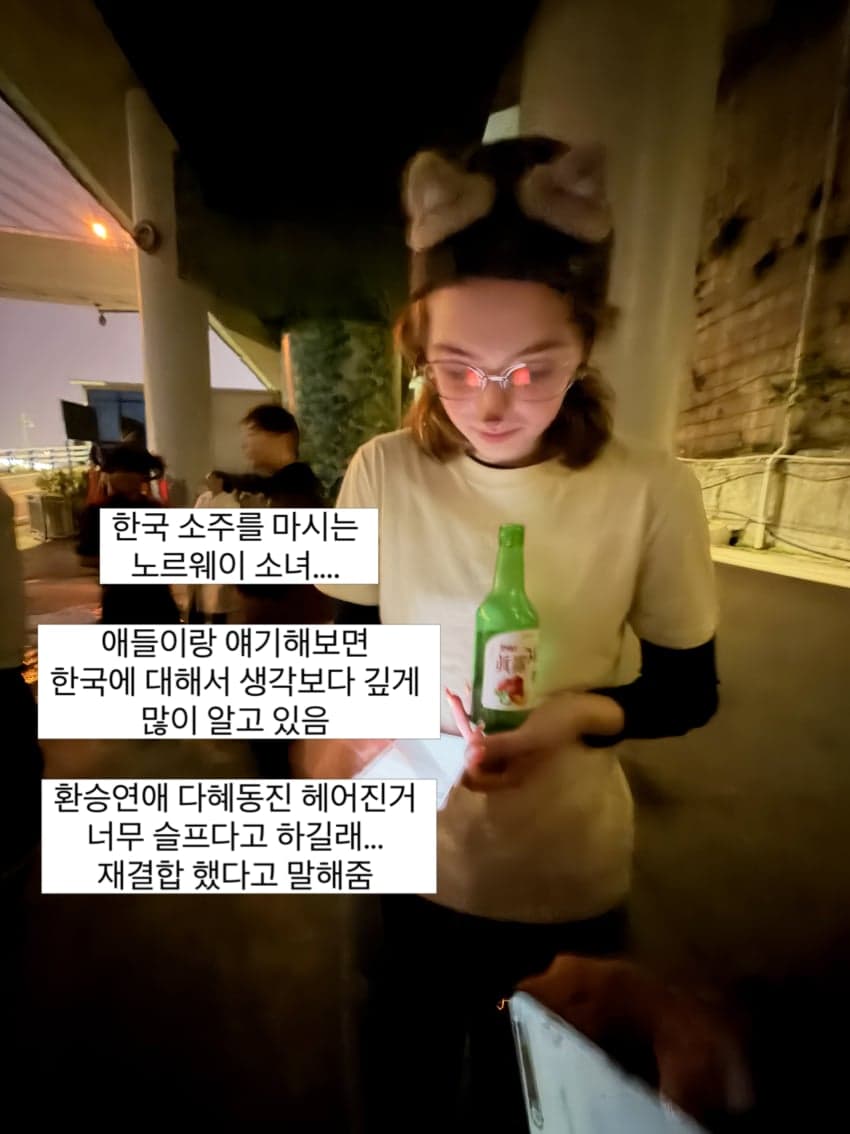 한국 소주를 마시는
노르웨이 소녀....
애들이랑 얘기해보면
한국에 대해서 생각보다 깊게
많이 알고 있음
환승연애 다혜동진 헤어진거
너무 슬프다고 하길래...
재결합 했다고 말해줌